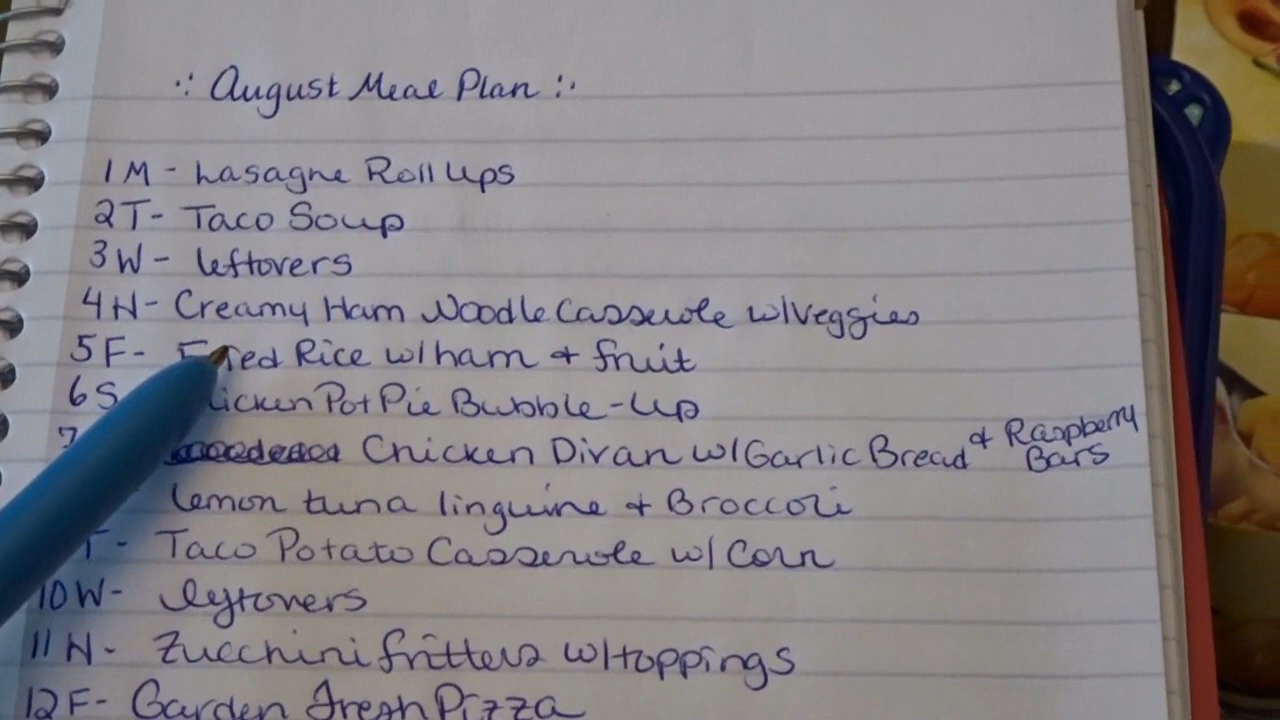 ∵ August Meal Plan ∵
1 M - Lasagne Roll Ups
2 T - Taco Soup
3 W - leftovers
4 H - Creamy Ham Noodle Casserole w/Veggies
5 F - Rice w/ham + fruit
6 S Pot Pie Bubble-Up
7 Chicken Divan w/Garlic Bread + Raspberry Bars
lemon tuna linguine + Broccoli
T - Taco Potato Casserole w/ Corn
10 W - leftovers
11 H - Zucchini fritters w/toppings
12 F - Garden Fresh Pizza